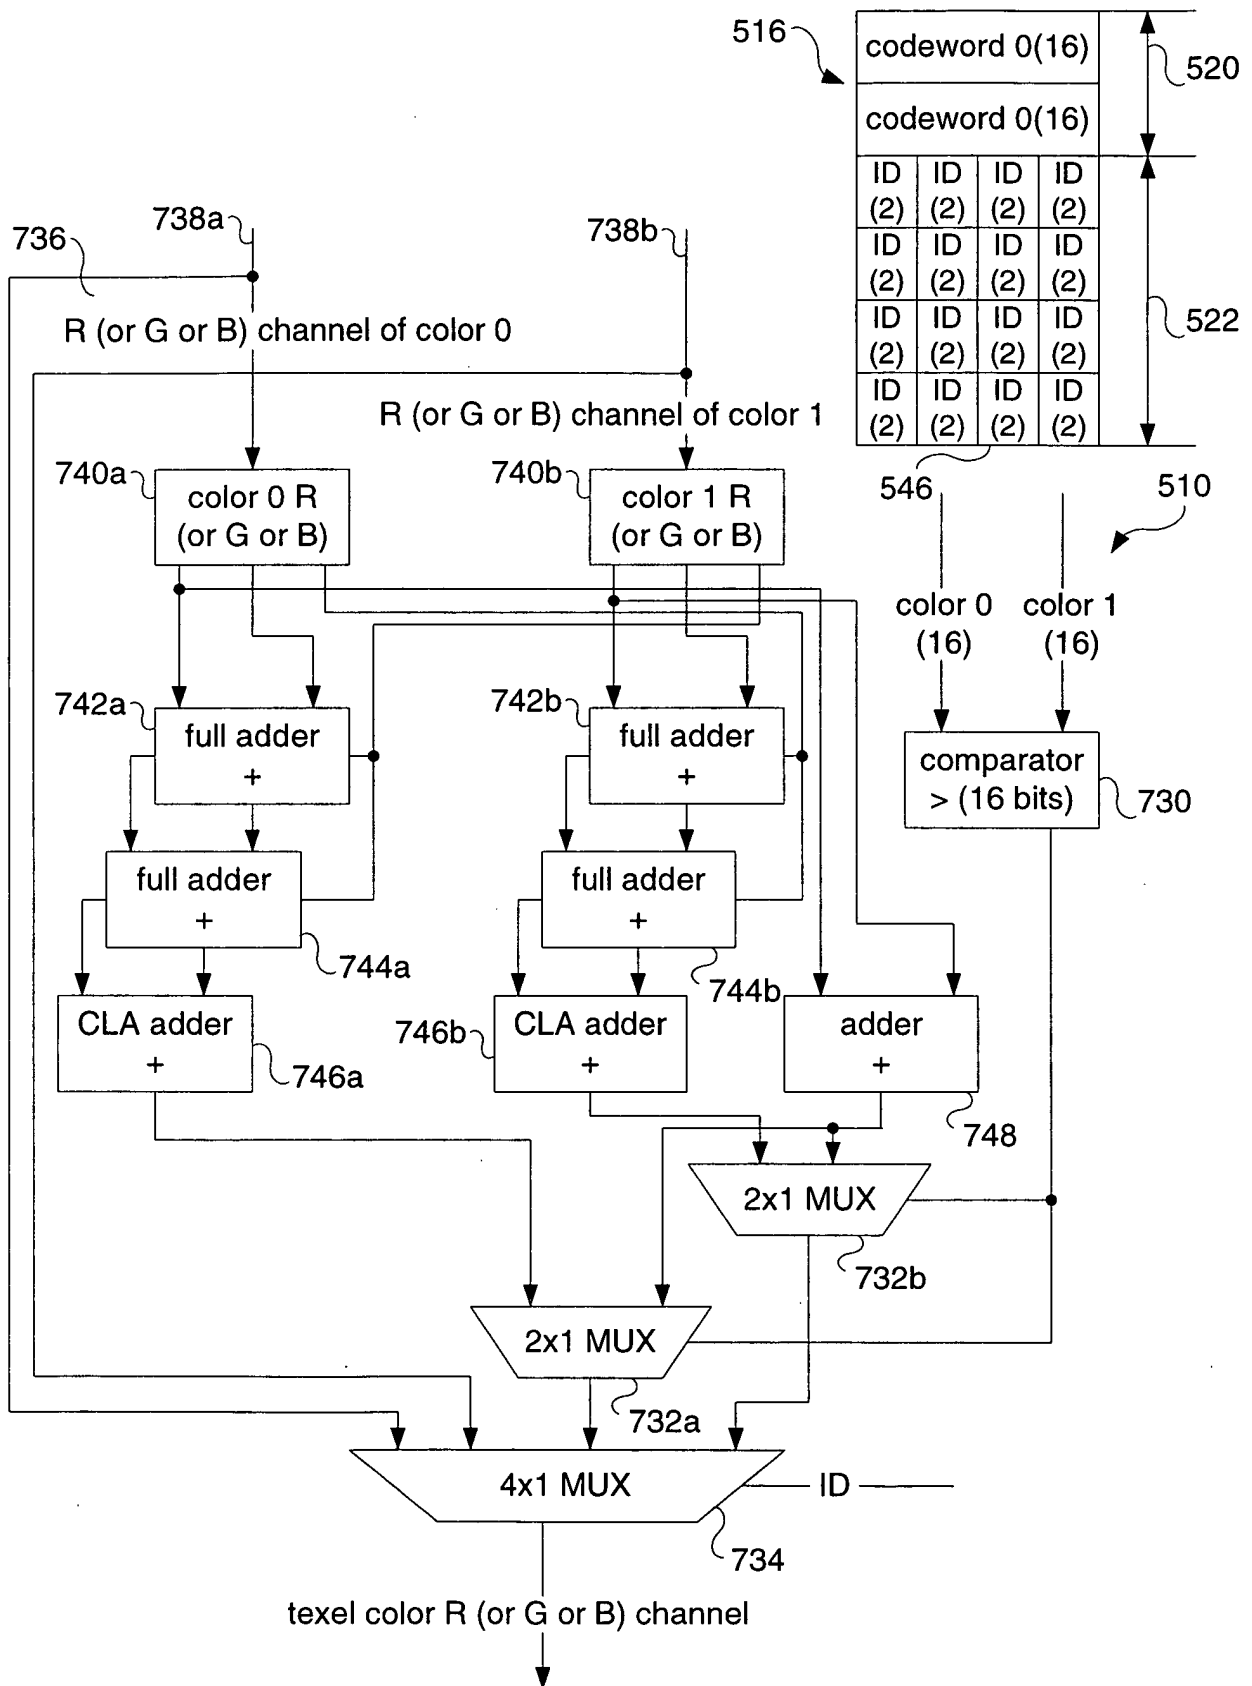 516
codeword 0(16)
520
codeword 0(16)
ID (2) ID (2) ID (2) ID (2)
ID (2) ID (2) ID (2) ID (2)
ID (2) ID (2) ID (2) ID (2)
ID (2) ID (2) ID (2) ID (2)
522
546
510
736
738a
738b
R (or G or B) channel of color 0
R (or G or B) channel of color 1
740a
color 0 R
(or G or B)
740b
color 1 R
(or G or B)
color 0
(16)
color 1
(16)
742a
full adder
+
742b
full adder
+
comparator
> (16 bits)
730
full adder
+
744a
full adder
+
744b
CLA adder
+
746a
746b
CLA adder
+
adder
+
748
2x1 MUX
732b
2x1 MUX
732a
4x1 MUX
ID
734
texel color R (or G or B) channel